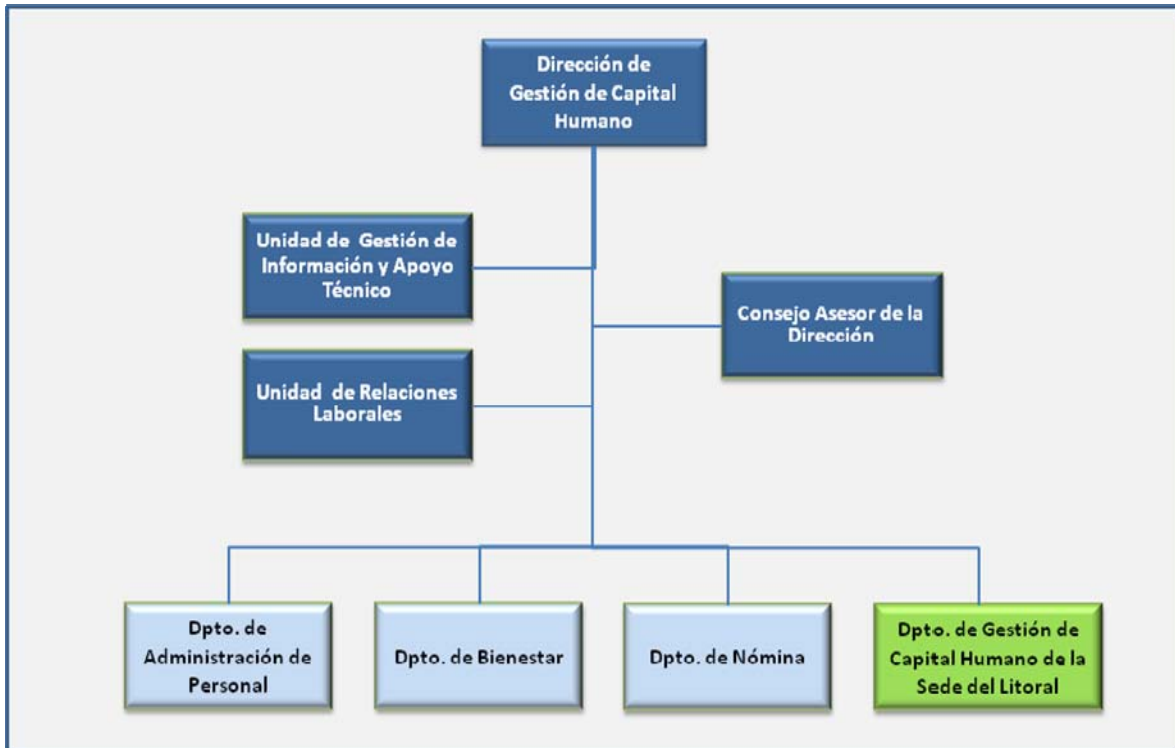 Dirección de
Gestión de Capital
Humano
Unidad de Gestión de
Información y Apoyo
Técnico
Consejo Asesor de la
Dirección
Unidad de Relaciones
Laborales
Dpto. de
Administración de
Personal
Dpto. de Bienestar
Dpto. de Nómina
Dpto. de Gestión de
Capital Humano de la
Sede del Litoral